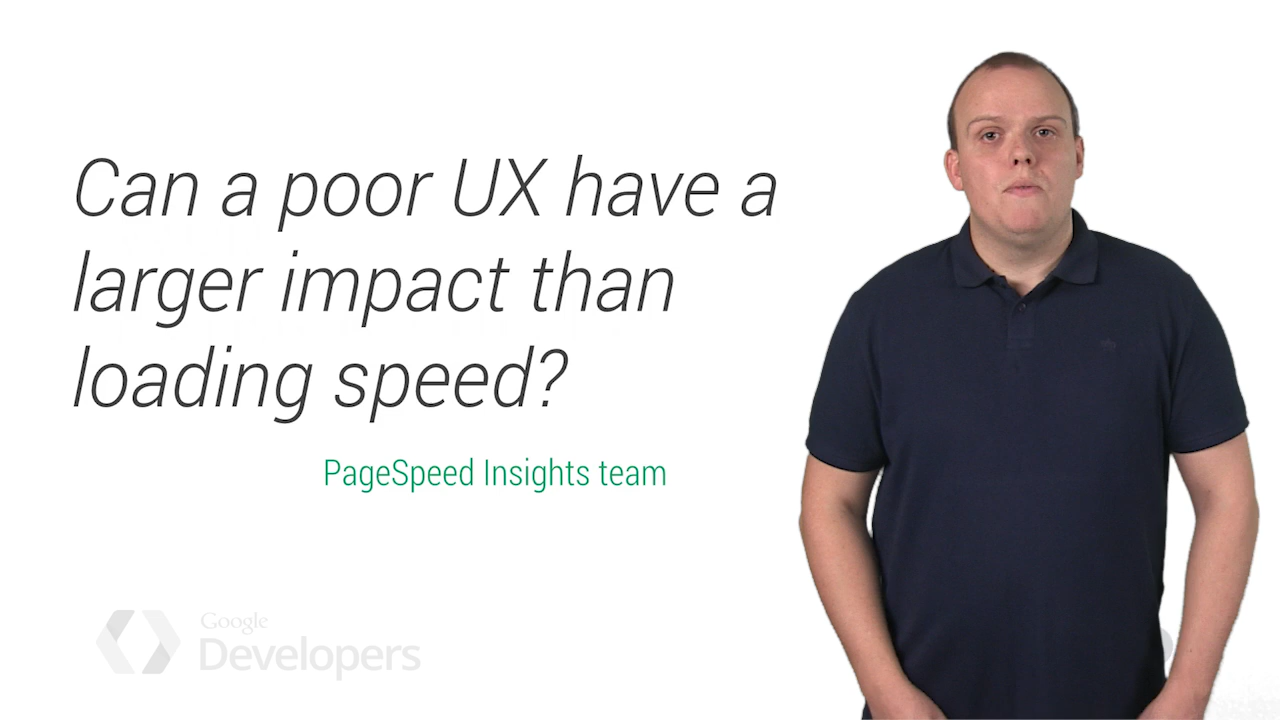 Can a poor UX have a
larger impact than
loading speed?
PageSpeed Insights team
Google
Developers